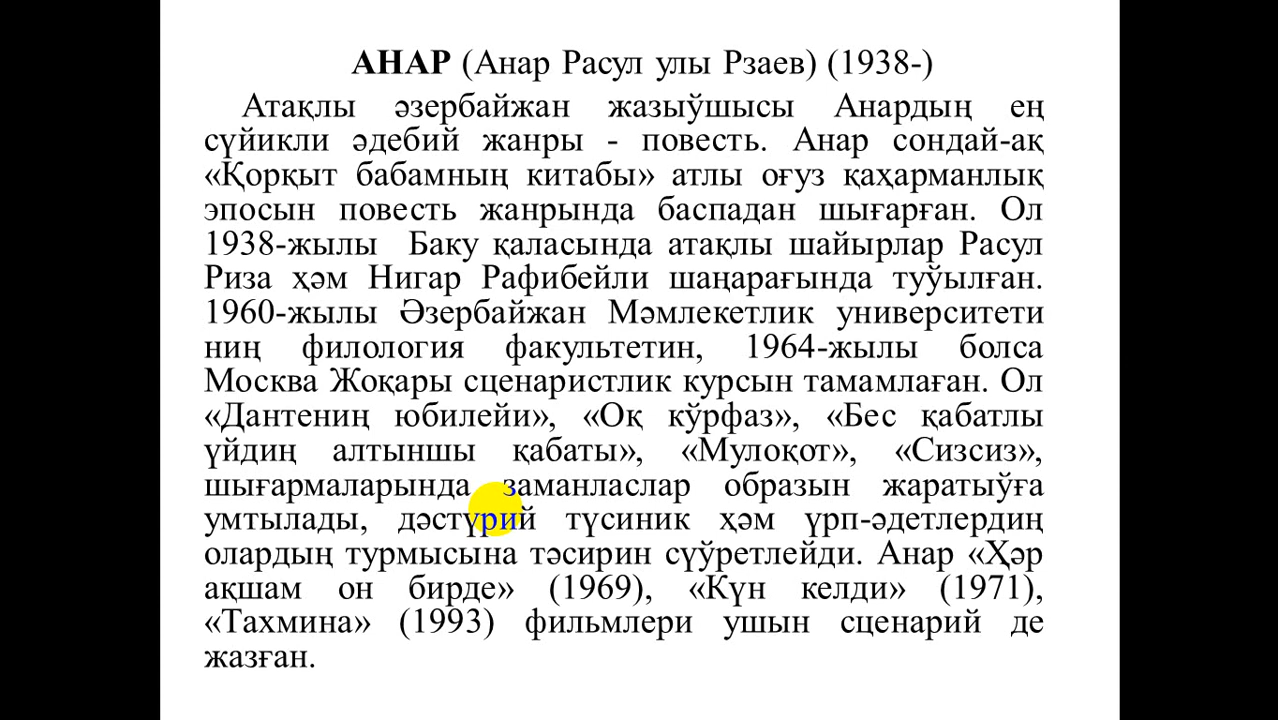 АНАР (Анар Расул улы Рзаев) (1938-)
Атақлы әзербайжан жазыўшысы Анардың ең
сүйикли әдебий жанры - повесть. Анар сондай-ақ
«Қорқыт бабамның китабы» атлы оғуз қаҳарманлық
эпосын повесть жанрында баспадан шығарған. Ол
1938-жылы Баку қаласында атақлы шайырлар Расул
Риза ҳәм Нигар Рафибейли шаңарағында туўылған.
1960-жылы Әзербайжан Мәмлекетлик университети
ниң филология факультетин, 1964-жылы болса
Москва Жоқары сценаристлик курсын тамамлаған. Ол
«Дантениң юбилейи», «Оқ кўрфаз», «Бес қабатлы
үйдиң алтыншы қабаты», «Мулоқот», «Сизсиз»,
шығармаларында заманласлар образын жаратыўға
умтылады, дәстүрий түсиник ҳәм үрп-әдетлердиң
олардың турмысына тәсирин сүўретлейди. Анар «Ҳәр
ақшам он бирде» (1969), «Күн келди» (1971),
«Тахмина» (1993) фильмлери ушын сценарий де
жазған.